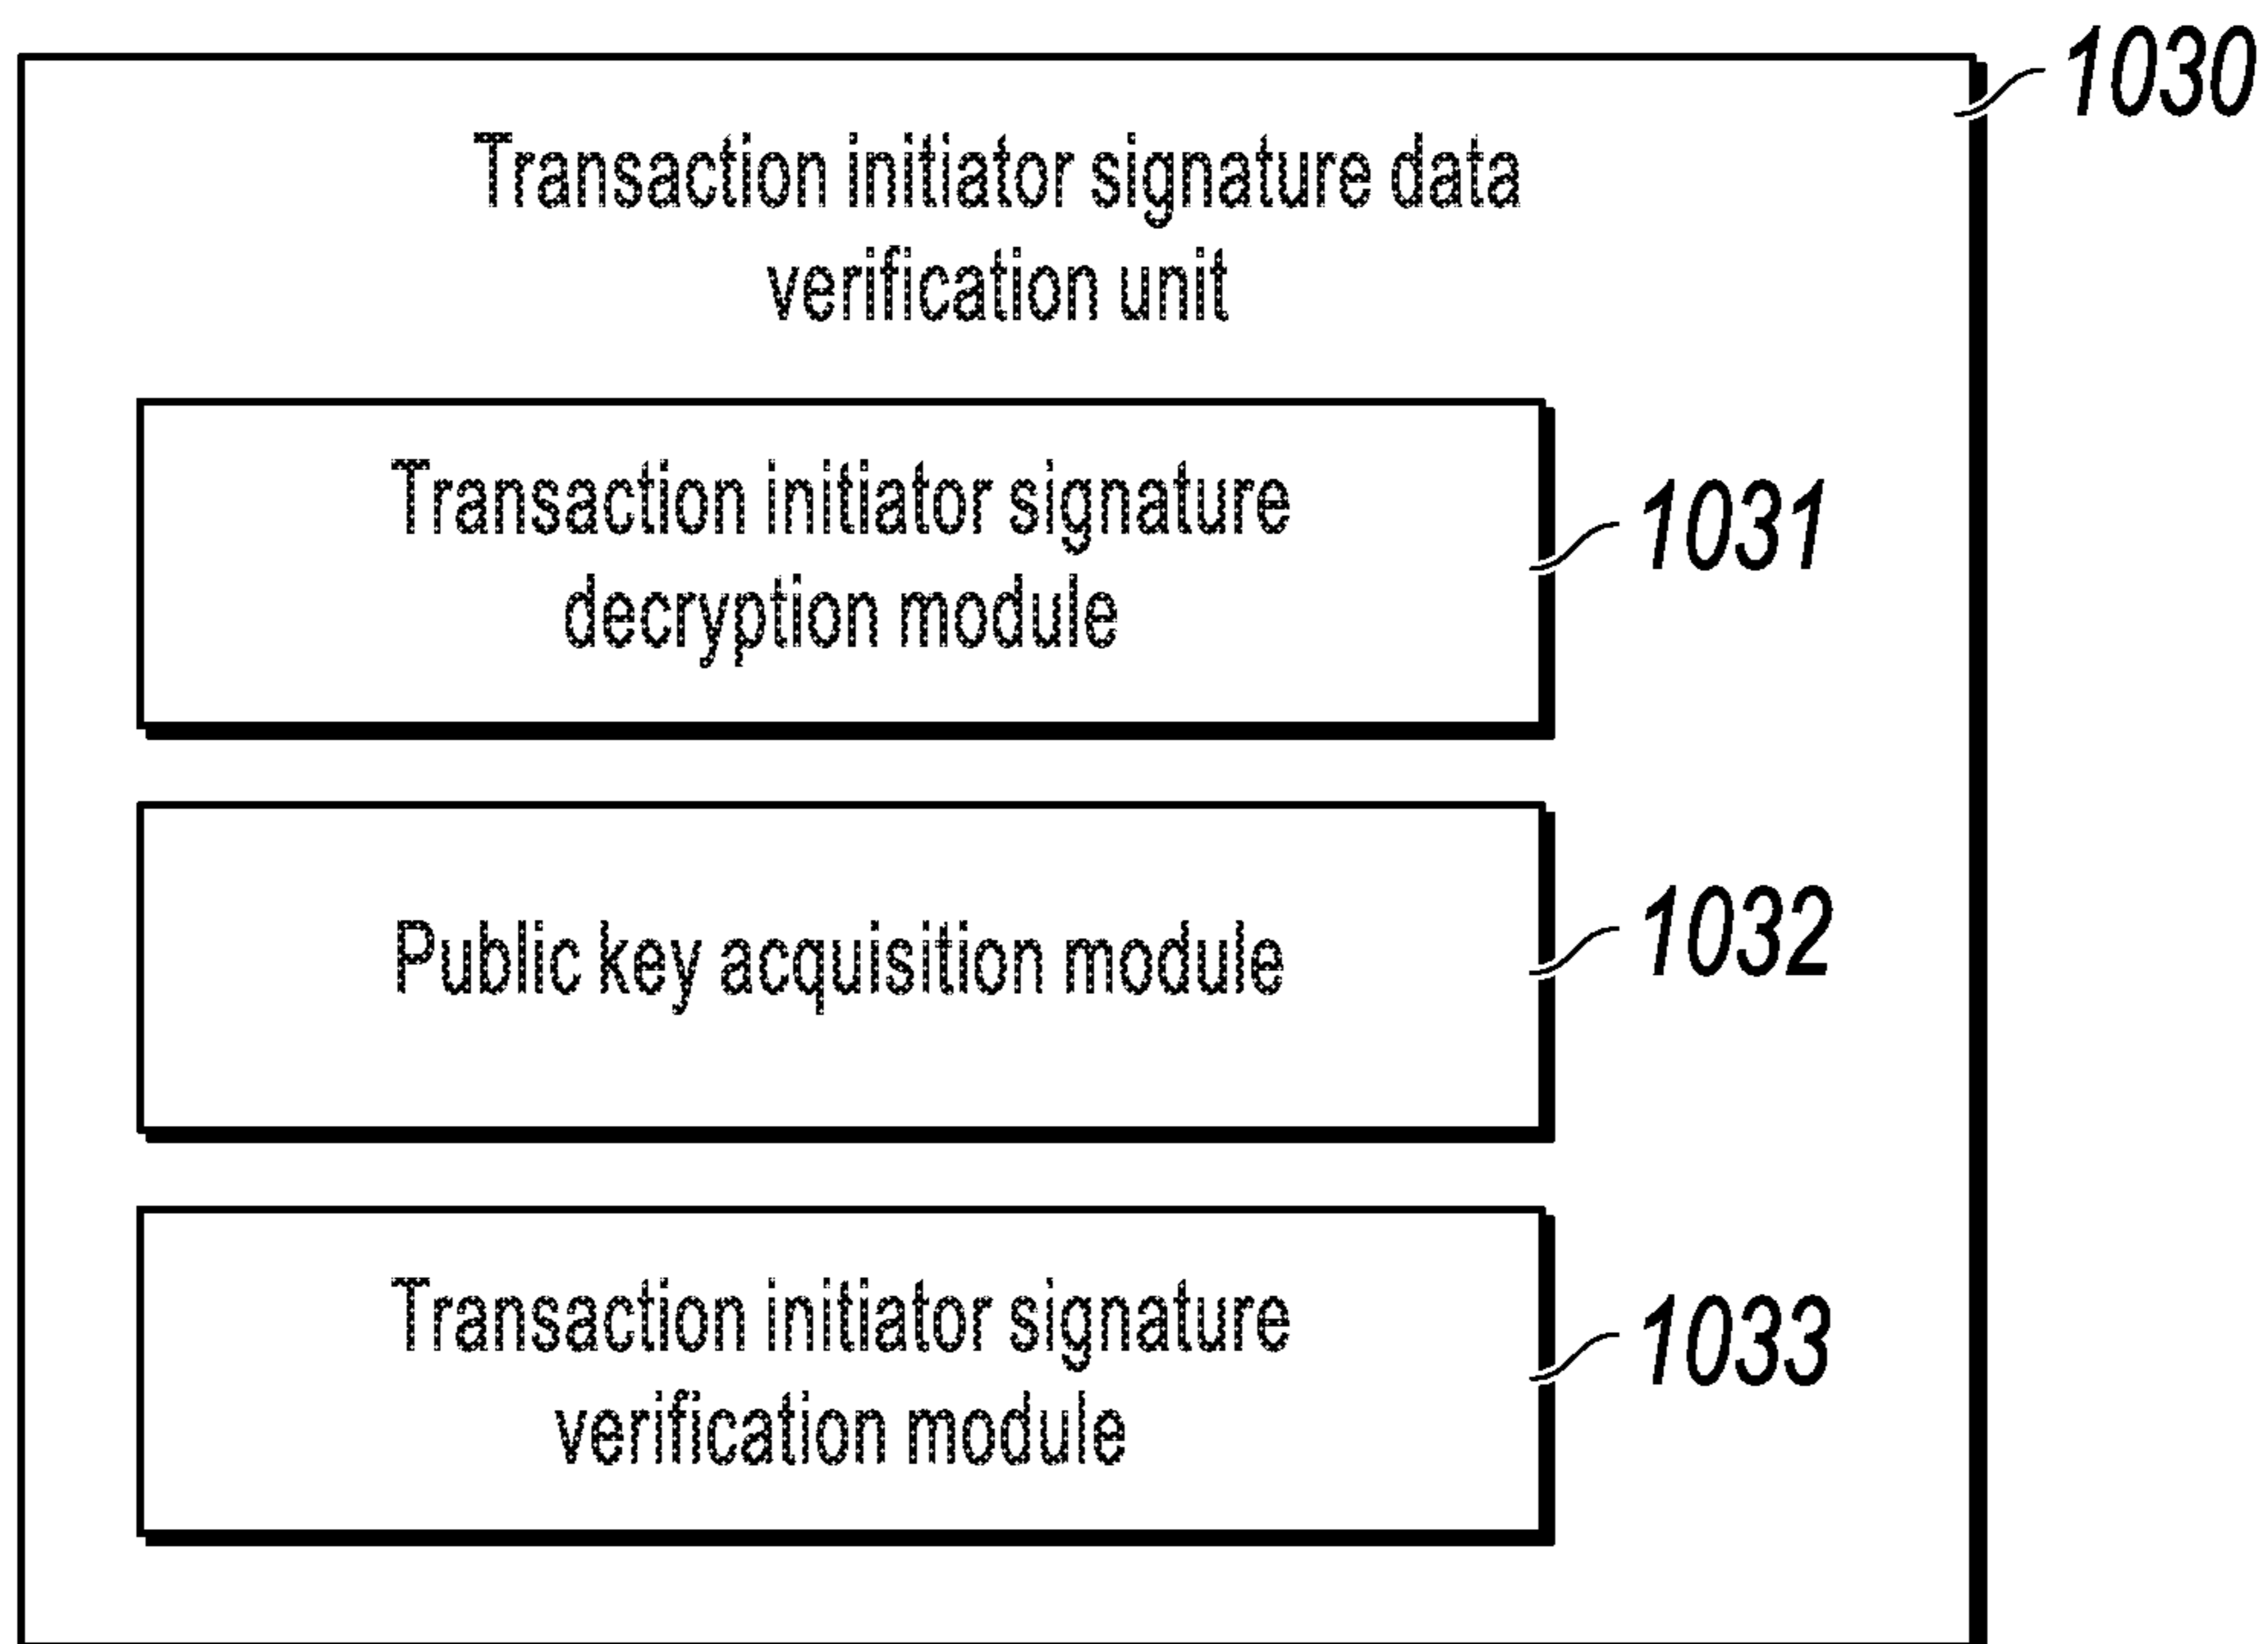 1030
Transaction initiator signature data
verification unit
Transaction initiator signature
decryption module
1031
Public key acquisition module
1032
Transaction initiator signature
verification module
1033